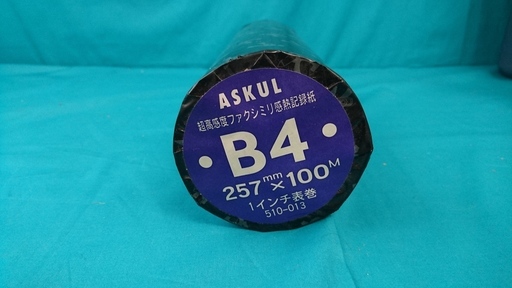 ASKUL
超高感度ファクシミリ感熱記録紙
・B4・
257mm×100M
1インチ表巻
510-013